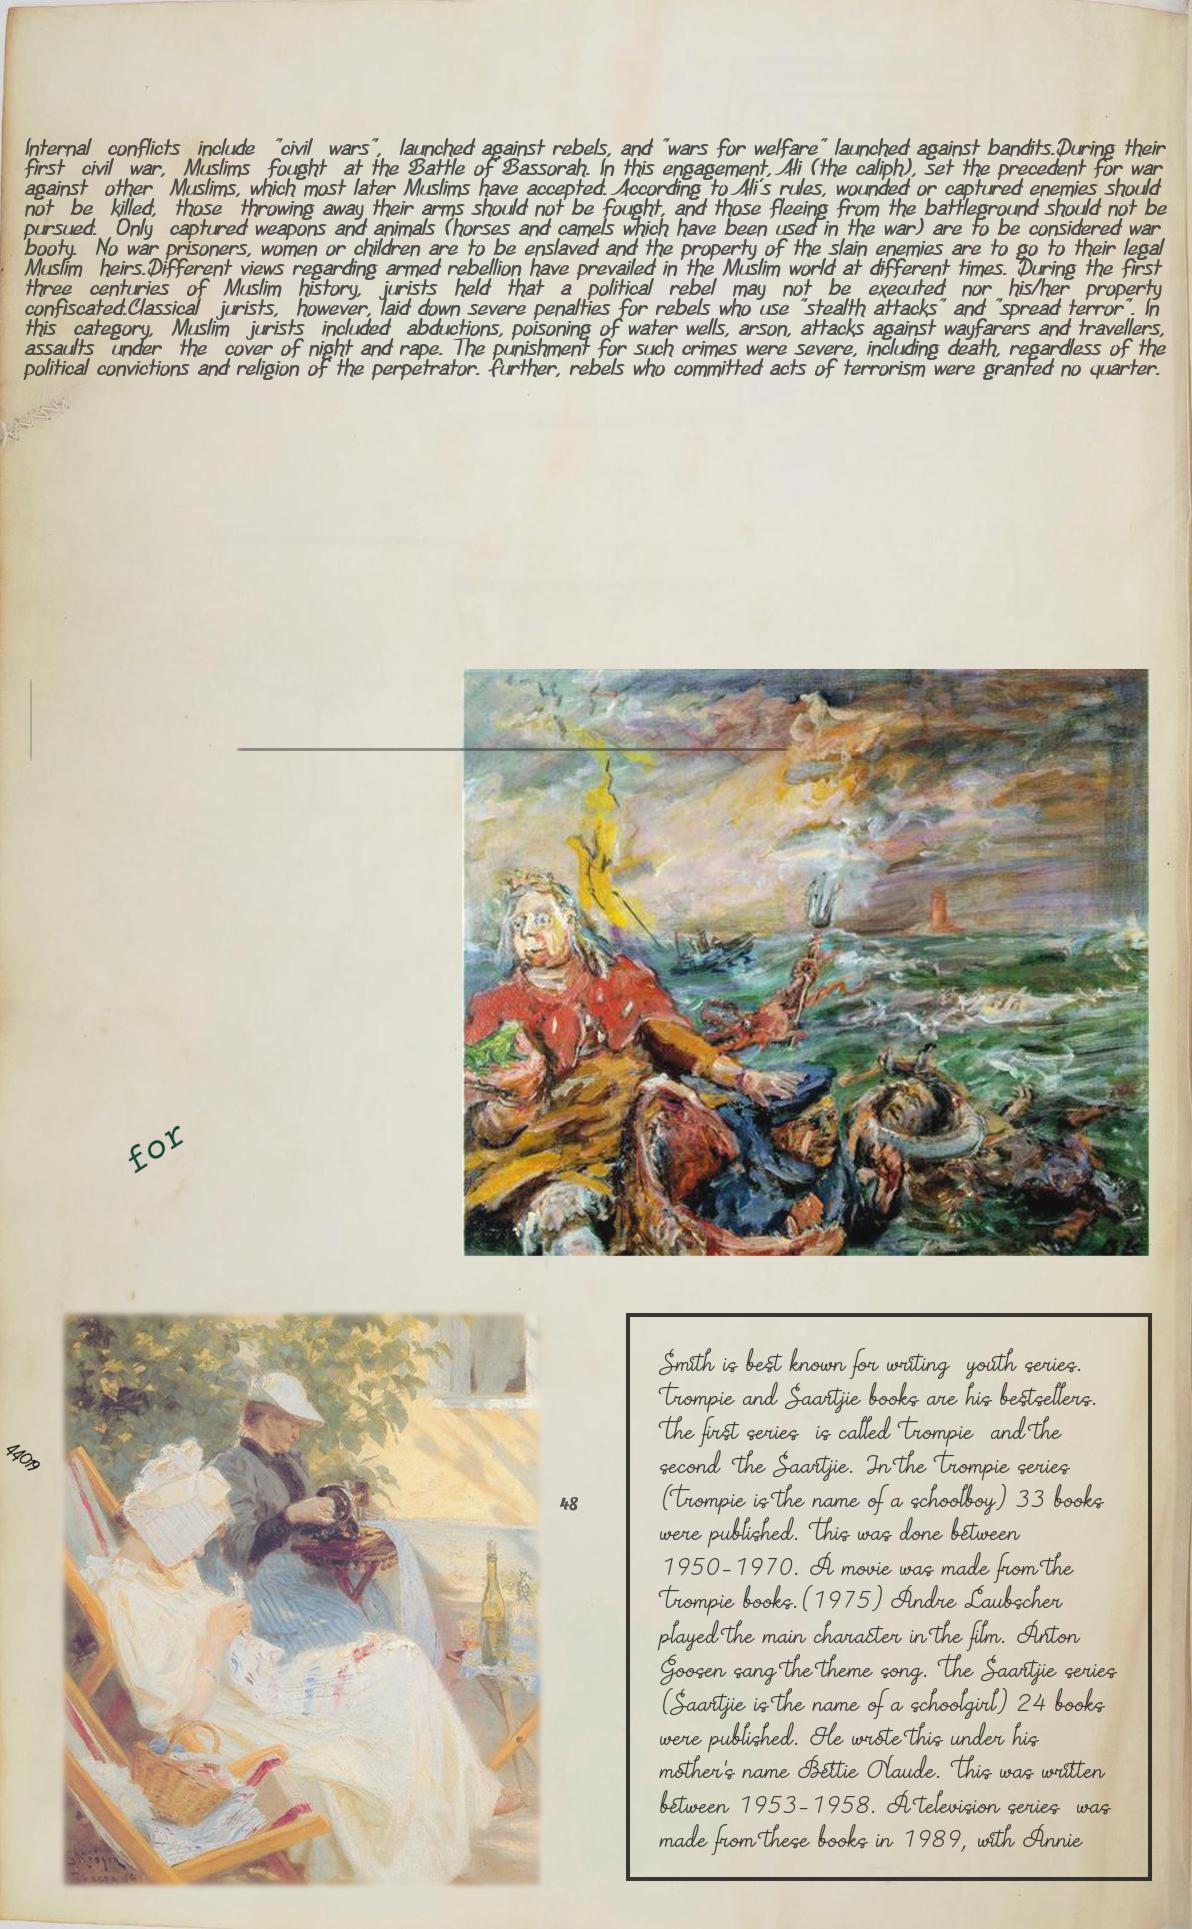 Internal conflicts include "civil wars", launched against rebels, and "wars for welfare" launched against bandits.During their
first civil war, Muslims fought at the Battle of Bassorah. In this engagement, Ali (the caliph), set the precedent for war
against other Muslims, which most later Muslims have accepted. According to Ali's rules, wounded or captured enemies should
not be killed, those throwing away their arms should not be fought, and those fleeing from the battleground should not be
pursued. Only captured weapons and animals (horses and camels which have been used in the war) are to be considered war
booty. No war prisoners, women or children are to be enslaved and the property of the slain enemies are to go to their legal
Muslim heirs.Different views regarding armed rebellion have prevailed in the Muslim world at different times. During the first
three centuries of Muslim history, jurists held that a political rebel may not be executed nor his/her property
confiscated.Classical jurists, however, laid down severe penalties for rebels who use "stealth attacks" and "spread terror". In
this category, Muslim jurists included abductions, poisoning of water wells, arson, attacks against wayfarers and travellers,
assaults under the cover of night and rape. The punishment for such crimes were severe, including death, regardless of the
political convictions and religion of the perpetrator. Further, rebels who committed acts of terrorism were granted no quarter.
for
44019
48
Smith is best known for writing youth series.
Trompie and Saartjie books are his bestsellers.
The first series is called Trompie and the
second the Saartjie. In the Trompie series
(Trompie is the name of a schoolboy) 33 books
were published. This was done between
1950-1970. A movie was made from the
Trompie books.(1975) Andre Laubscher
played the main character in the film. Anton
Goosen sang the theme song. The Saartjie series
(Saartjie is the name of a schoolgirl) 24 books
were published. He wrote this under his
mother's name Bettie Naude. This was written
between 1953-1958. A television series was
made from these books in 1989, with Annie